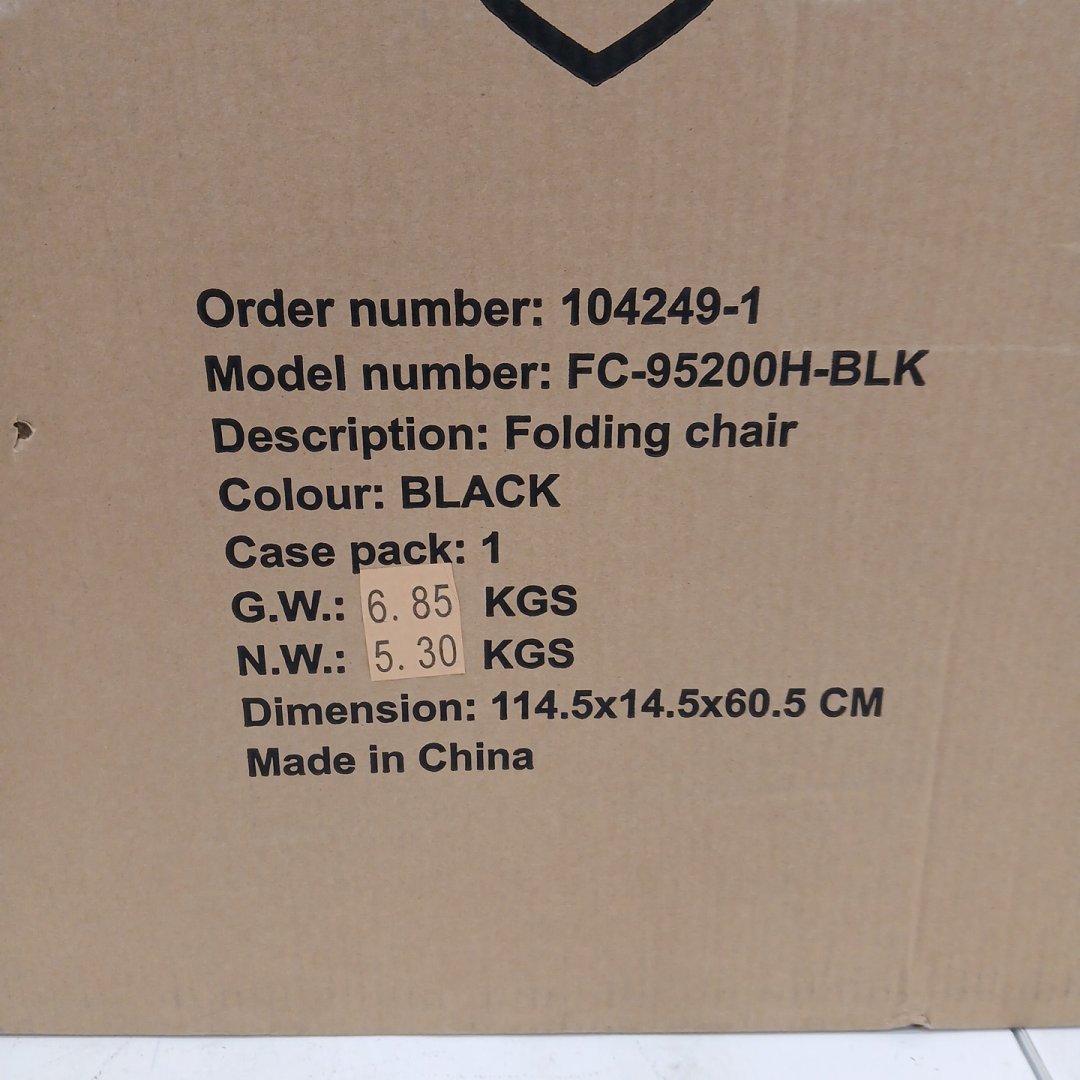 Order number: 104249-1
Model number: FC-95200H-BLK
Description: Folding chair
Colour: BLACK
Case pack: 1
G.W.: 6.85 KGS
N.W.: 5.30 KGS
Dimension: 114.5x14.5x60.5 CM
Made in China